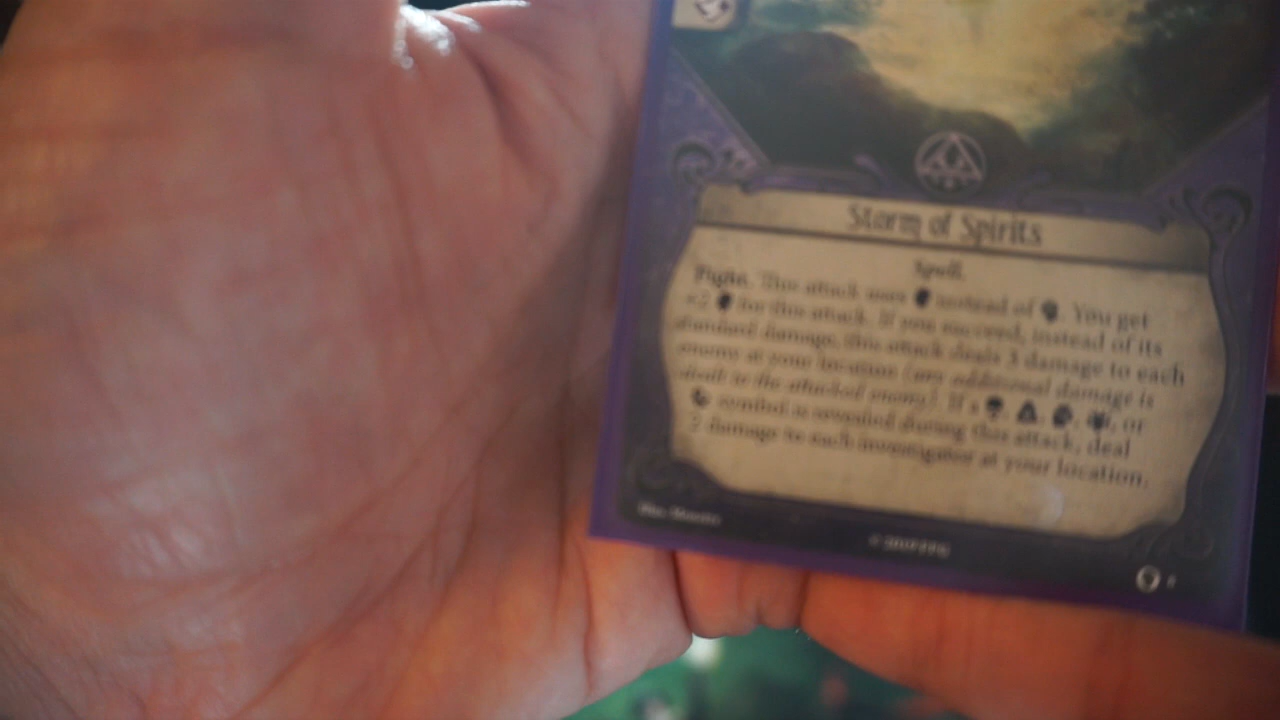 Storm of Spirits
Spell.
Fight. This attack uses instead of . You get
+2 for this attack. If you succeed, instead of its
standard damage, this attack deals 3 damage to each
enemy at your location (any additional damage is
dealt to the attacked enemy). If a , , , , or
symbol is revealed during this attack, deal
damage to each investigator at your location.
© 2019 FFG